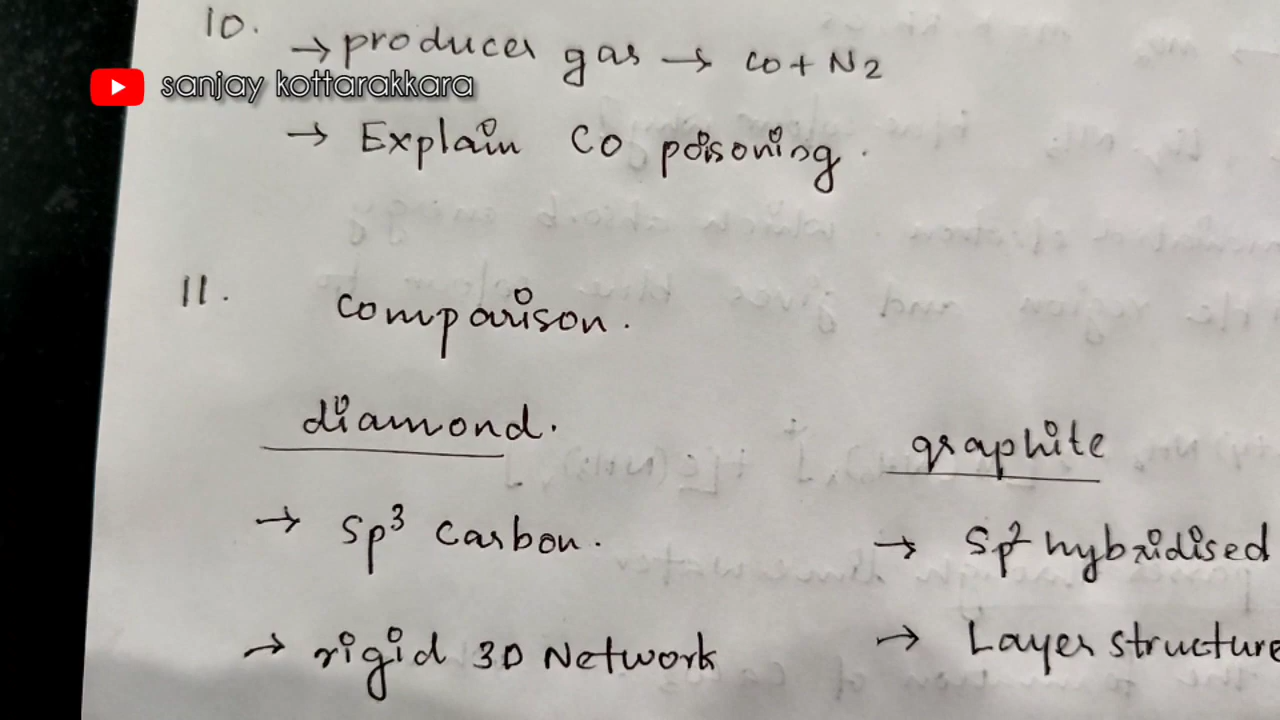 10. → producer gas → CO + N2
sanjay kottarakkara
→ Explain CO poisoning.
11. comparison.
diamond.
graphite
→ Sp³ carbon.
→ Sp² hybridised
→ rigid 3D Network
→ Layer structure